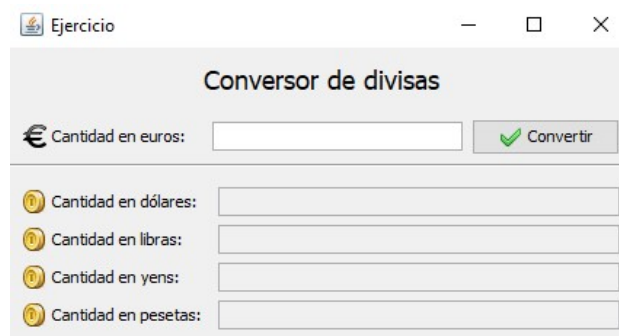 Ejercicio
Conversor de divisas
€ Cantidad en euros:
Convertir
Cantidad en dólares:
Cantidad en libras:
Cantidad en yens:
Cantidad en pesetas: